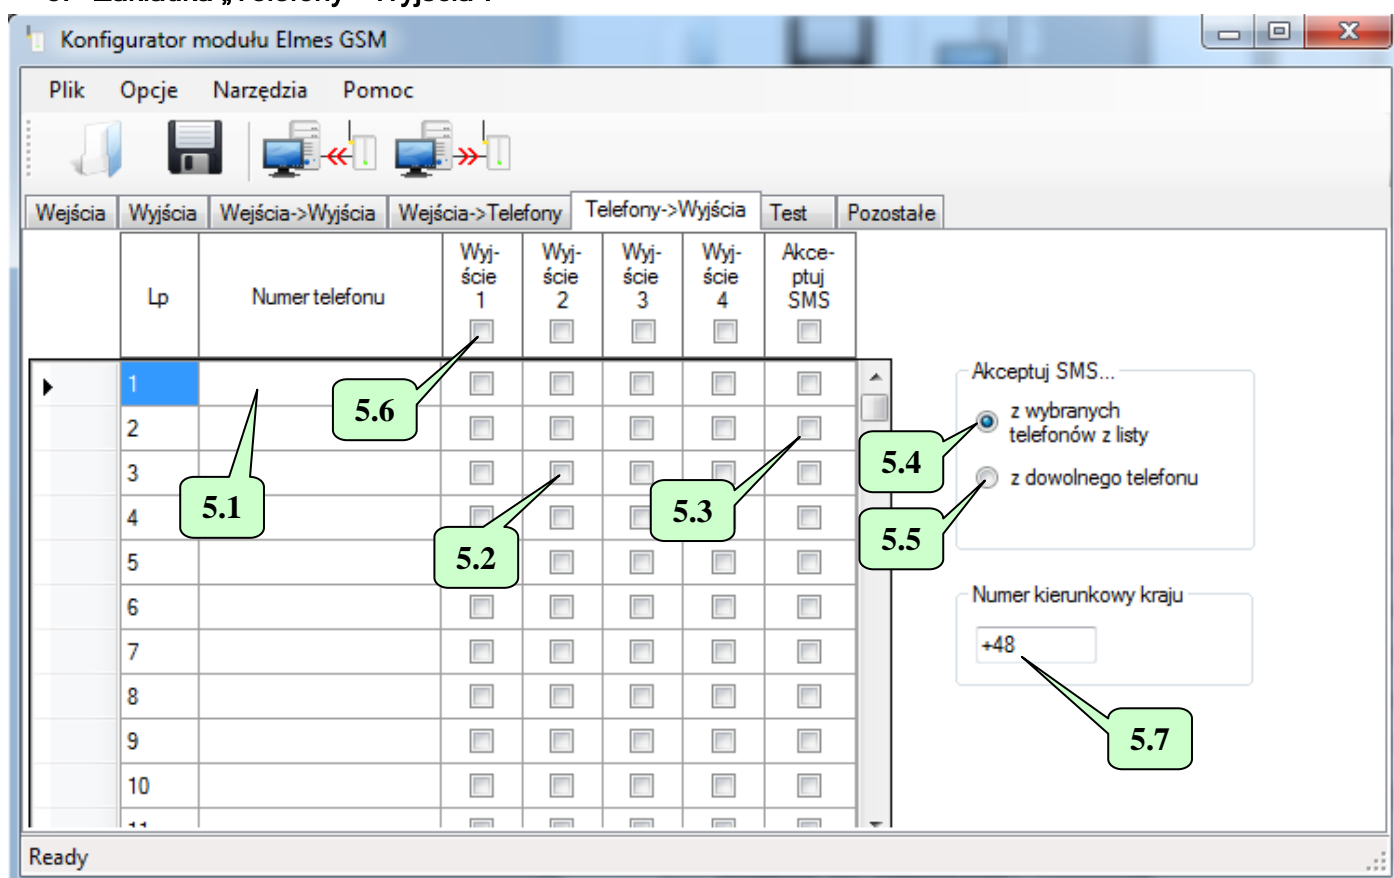 Konfigurator modułu Elmes GSM
Plik Opcje Narzędzia Pomoc
Wejścia Wyjścia Wejścia->Wyjścia Wejścia->Telefony Telefony->Wyjścia Test Pozostałe
Lp Numer telefonu
Wyj-
ście
1
Wyj-
ście
2
Wyj-
ście
3
Wyj-
ście
4
Akce-
ptuj
SMS
1
2
3
4
5
6
7
8
9
10
5.6
5.1
5.2
5.3
5.4
5.5
5.7
Akceptuj SMS...
z wybranych
telefonów z listy
z dowolnego telefonu
Numer kierunkowy kraju
+48
Ready